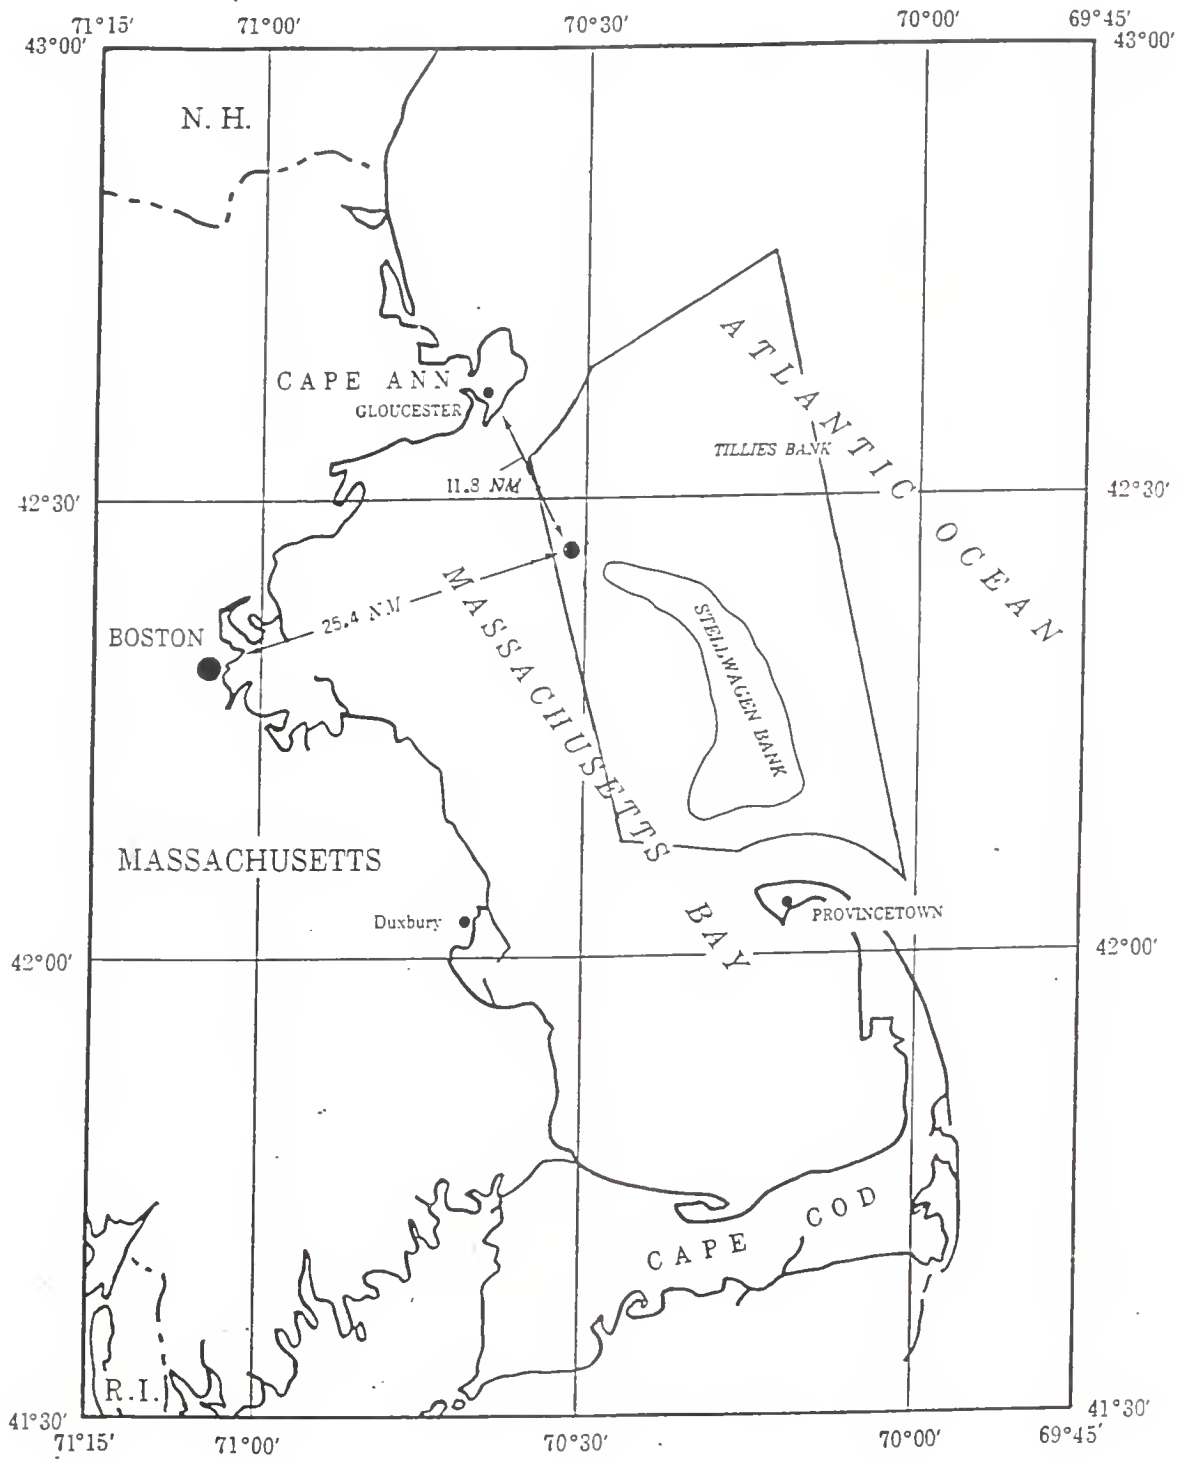 71°15′ 71°00′ 70°30′ 70°00′ 69°45′
43°00′ 43°00′
N. H.
ATLANTIC OCEAN
CAPE ANN
GLOUCESTER
TILLIES BANK
11.8 NM
42°30′ 42°30′
MASSACHUSETTS BAY
25.4 NM
STELLWAGEN BANK
BOSTON
MASSACHUSETTS
Duxbury
PROVINCETOWN
42°00′ 42°00′
CAPE COD
R.I.
41°30′ 41°30′
71°15′ 71°00′ 70°30′ 70°00′ 69°45′